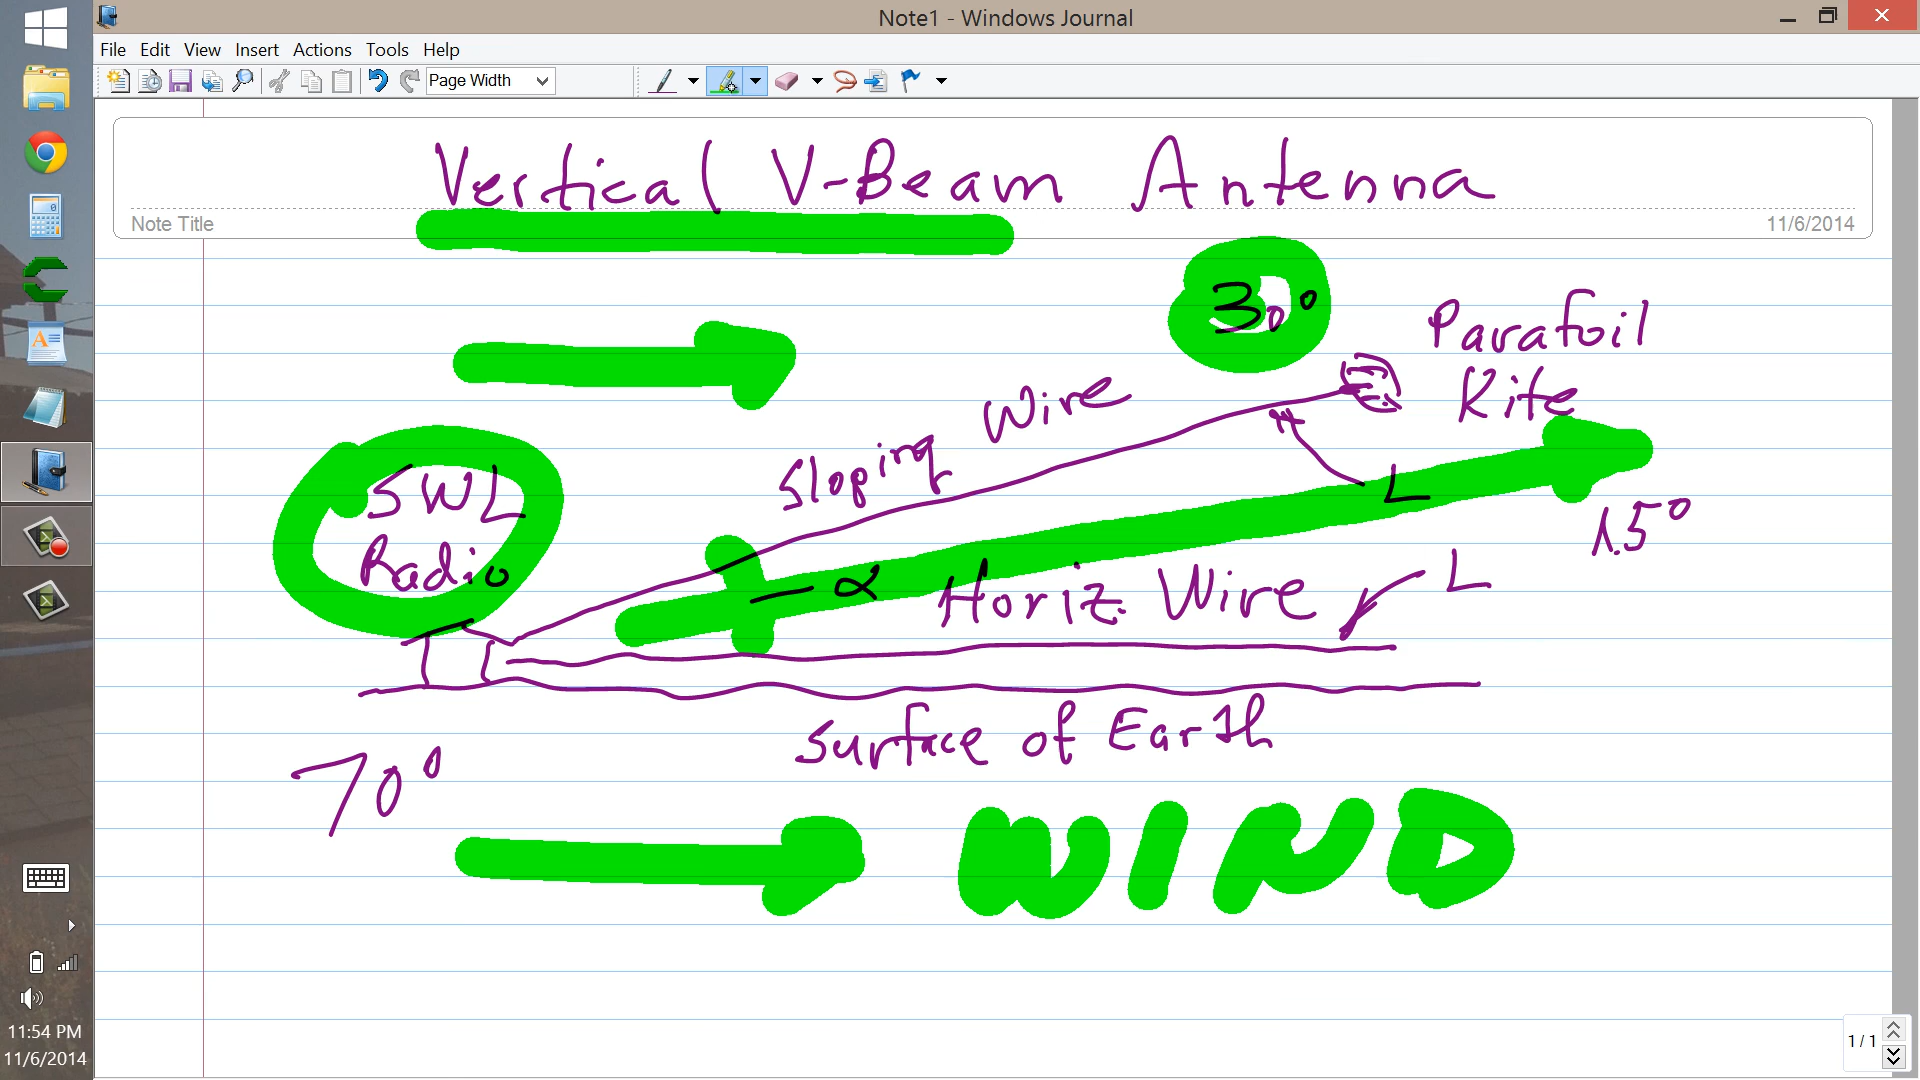 Note1 - Windows Journal
File Edit View Insert Actions Tools Help
Page Width
Vertical V-Beam Antenna
Note Title
11/6/2014
30°
Parafoil
Kite
Wire
Sloping
SWL
Radio
L
15°
α
Horiz. Wire
L
Surface of Earth
70°
WIND
11:54 PM
11/6/2014
1 / 1